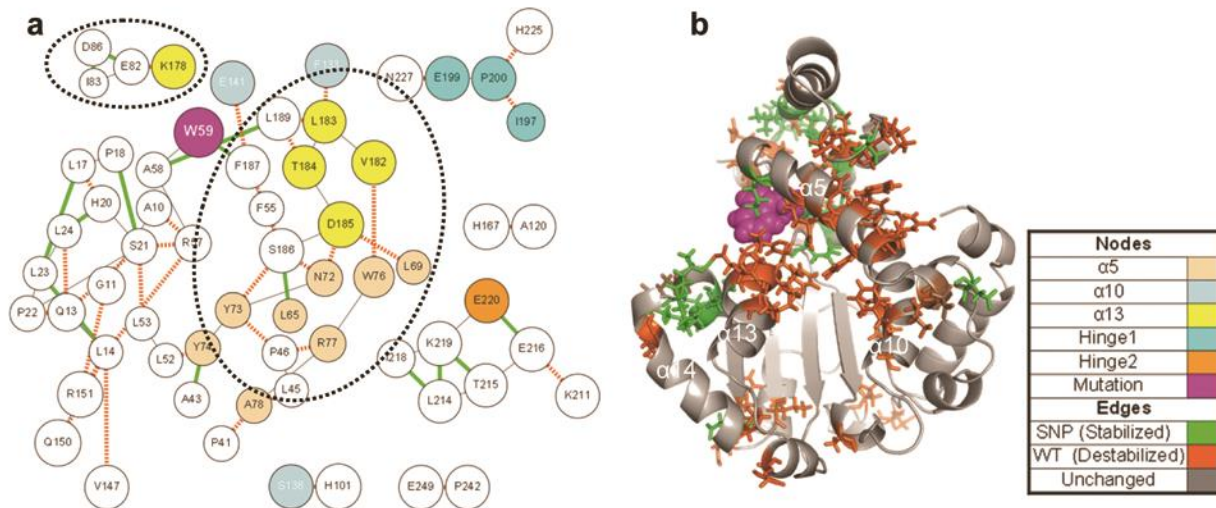 a
D86
E82
K178
I83
E141
H225
N227
E199
P200
I197
W59
L189
L183
V182
T184
F187
A58
L17
P18
H20
A10
F55
D185
H167
A120
L24
S21
S186
N72
W76
L69
L23
G11
P22
Q13
L53
Y73
L65
E220
L14
L52
Y74
P46
R77
K219
E216
T215
L214
K211
A43
L45
A78
P41
R151
Q150
V147
S136
H101
E249
P242
b
α5
α13
α10
α14
Nodes
α5
α10
α13
Hinge1
Hinge2
Mutation
Edges
SNP (Stabilized)
WT (Destabilized)
Unchanged